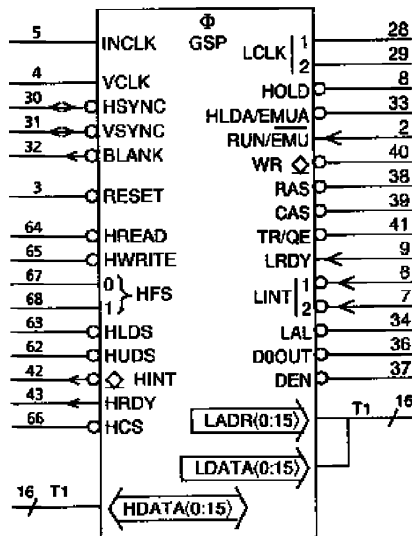 Φ
GSP
5 INCLK
4 VCLK
30 HSYNC
31 VSYNC
32 BLANK
3 RESET
64 HREAD
65 HWRITE
67 0
68 1
HFS
63 HLDS
62 HUDS
42 HINT
43 HRDY
66 HCS
16 T1 HDATA(0:15)
LCLK 1 28
2 29
HOLD 8
HLDA/EMUA 33
RUN/EMU 2
WR 40
RAS 38
CAS 39
TR/QE 41
LRDY 9
LINT 1 6
2 7
LAL 34
D0OUT 36
DEN 37
LADR(0:15) T1 16
LDATA(0:15)